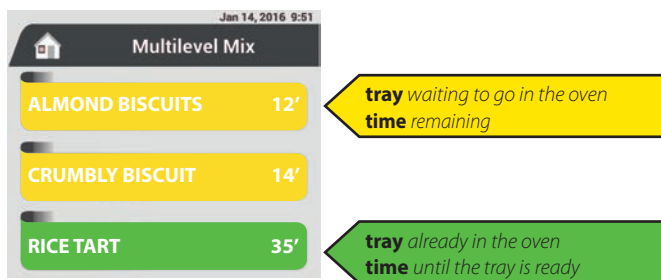 Jan 14, 2016 9:51
Multilevel Mix
ALMOND BISCUITS 12′
tray waiting to go in the oven
time remaining
CRUMBLY BISCUIT 14′
RICE TART 35′
tray already in the oven
time until the tray is ready